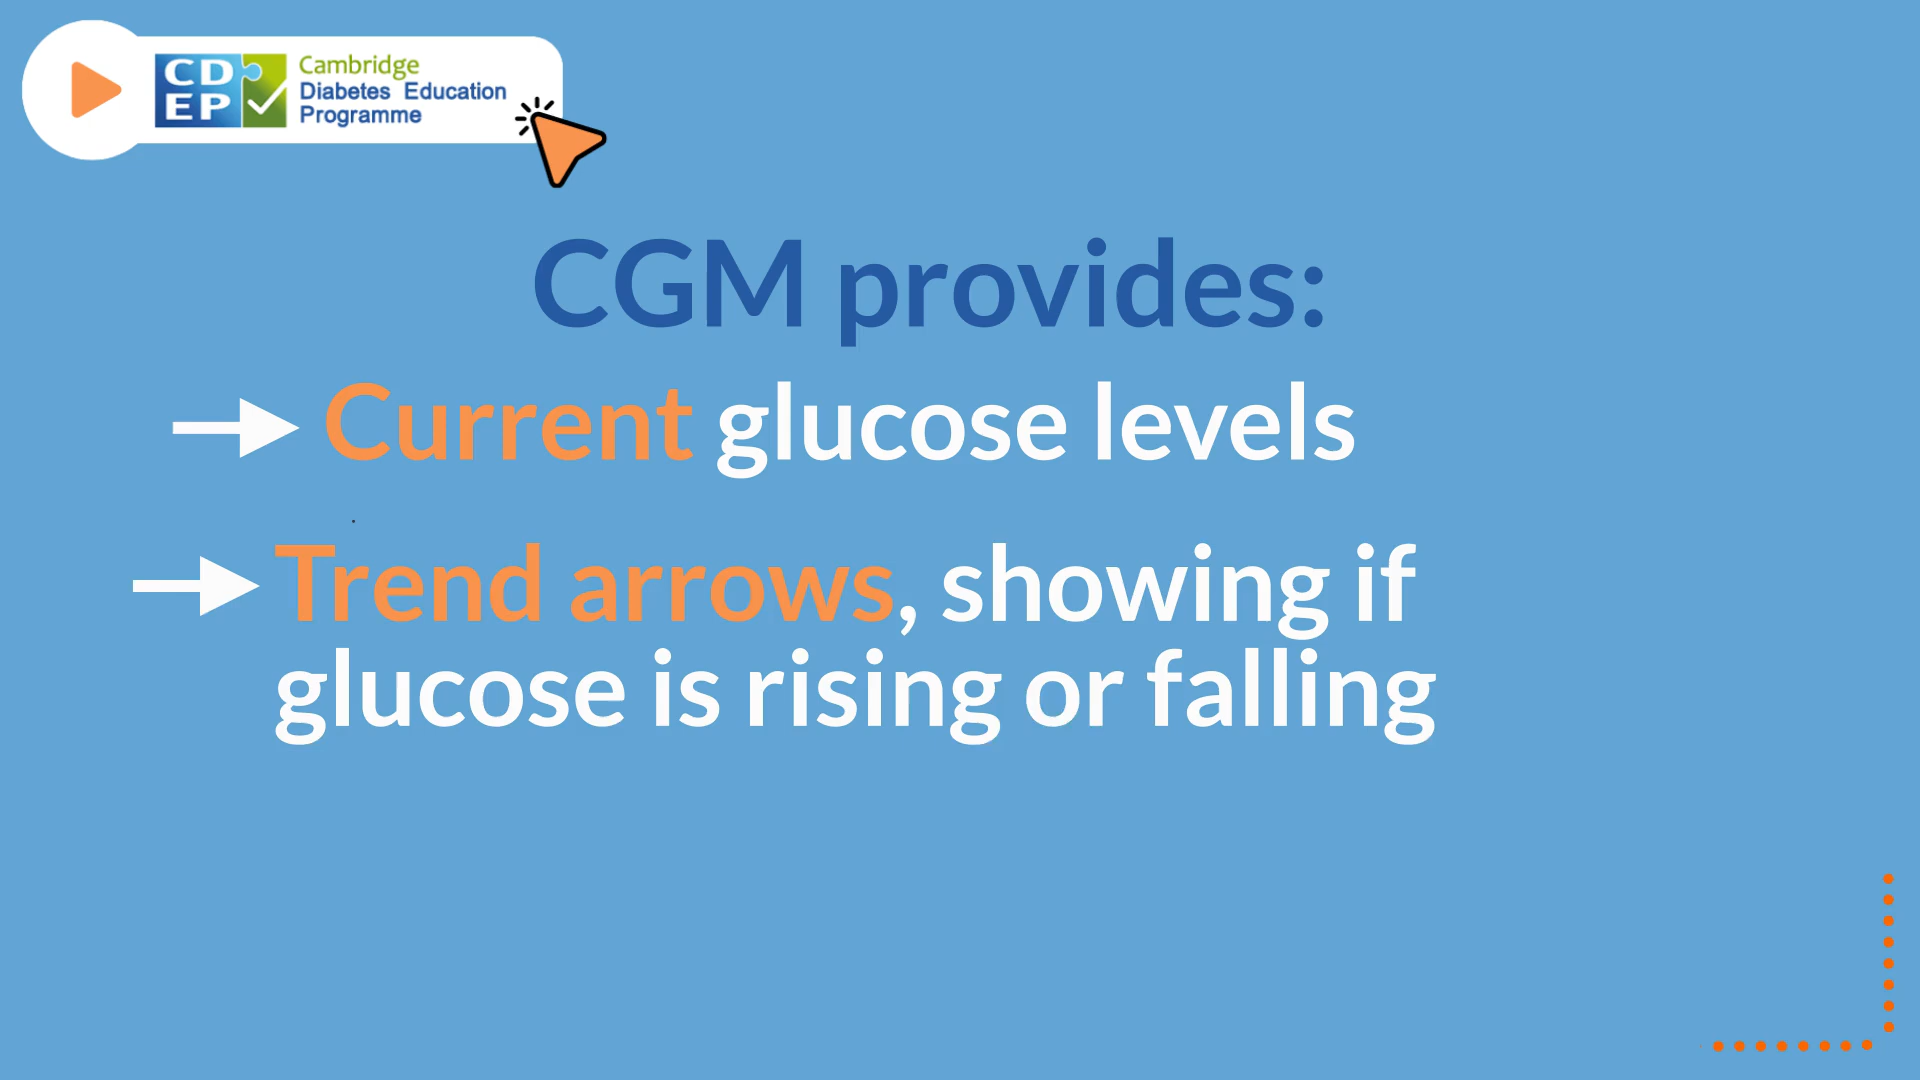 CD
EP
Cambridge
Diabetes Education
Programme
CGM provides:
Current glucose levels
Trend arrows, showing if
glucose is rising or falling